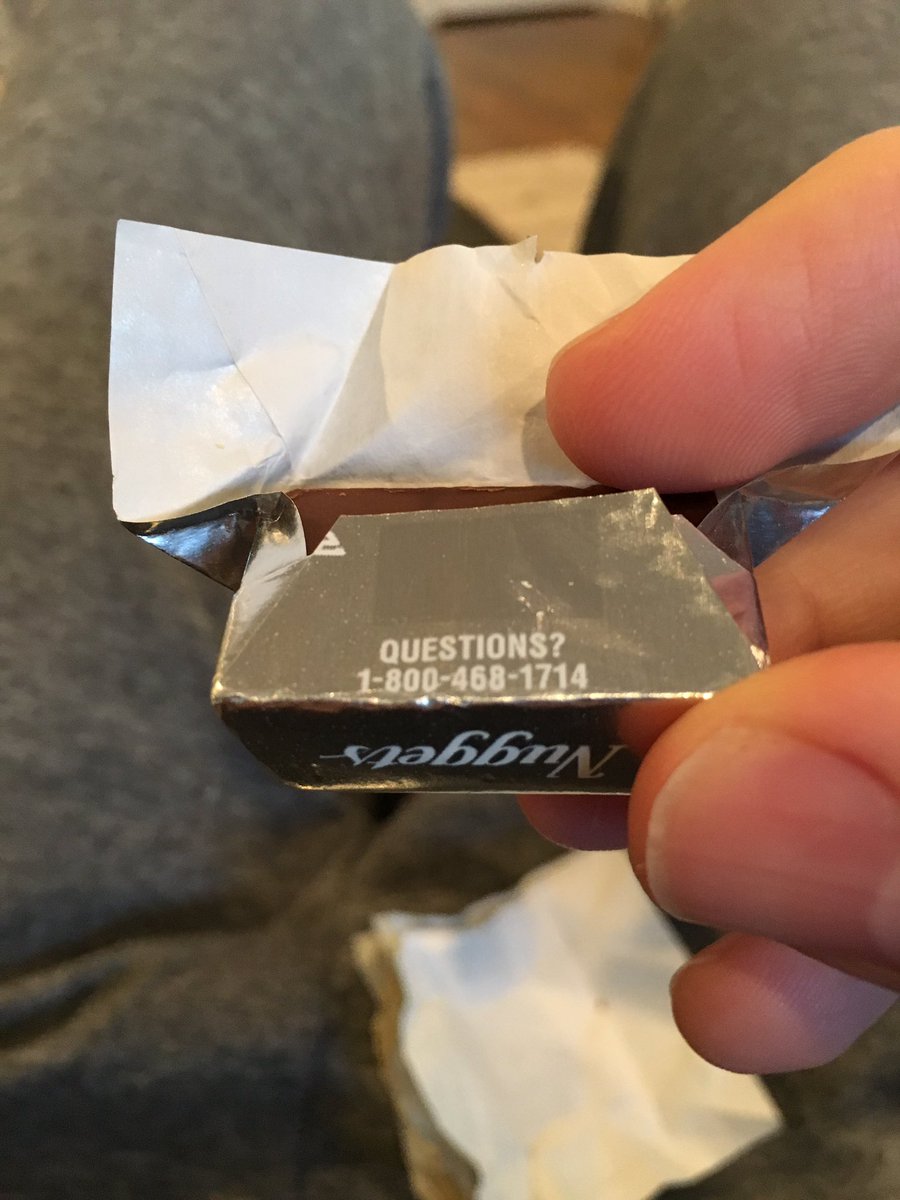 QUESTIONS?
1-800-468-1714
Nuggets